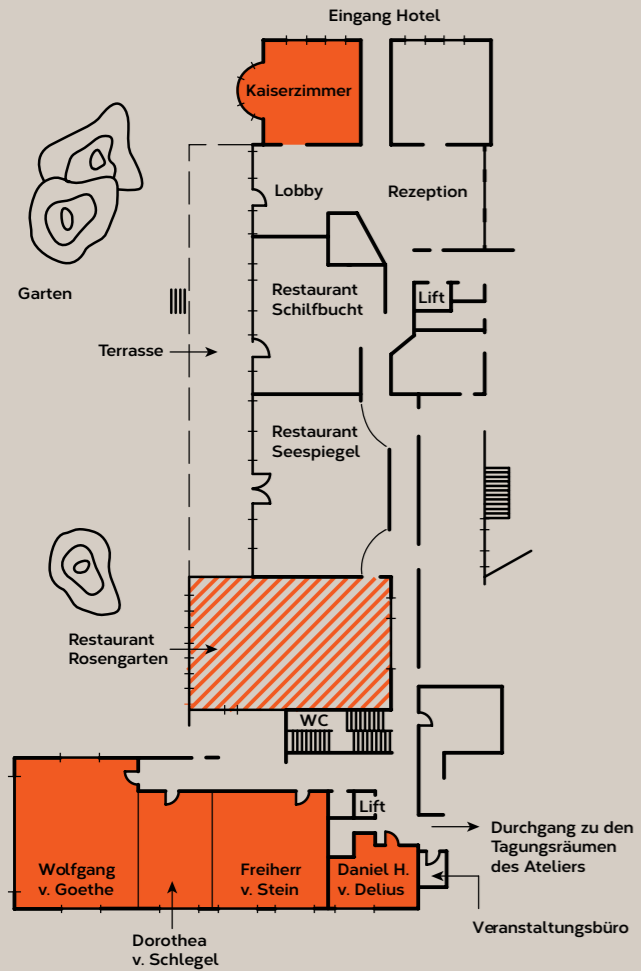 Eingang Hotel
Kaiserzimmer
Lobby
Rezeption
Garten
Restaurant
Schilfbucht
Lift
Terrasse
Restaurant
Seespiegel
Restaurant
Rosengarten
WC
Lift
Durchgang zu den
Tagungsräumen
des Ateliers
Wolfgang
v. Goethe
Freiherr
v. Stein
Daniel H.
v. Delius
Veranstaltungsbüro
Dorothea
v. Schlegel